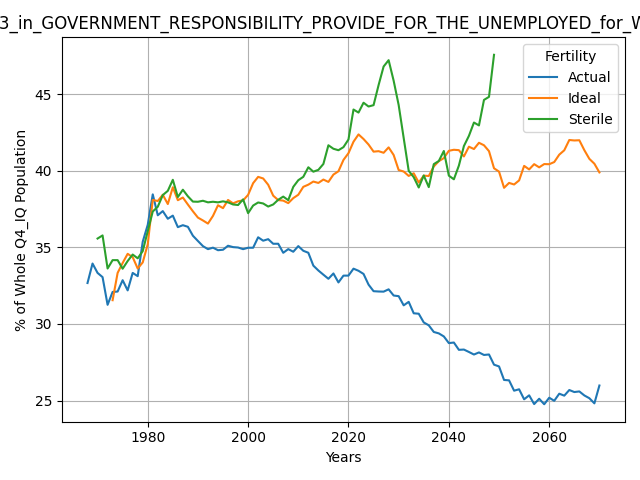 3_in_GOVERNMENT_RESPONSIBILITY_PROVIDE_FOR_THE_UNEMPLOYED_for_W
Fertility
Actual
Ideal
Sterile
% of Whole Q4_IQ Population
45
40
35
30
25
1980
2000
2020
2040
2060
Years